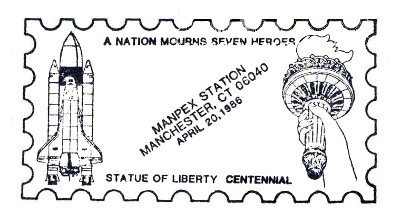 A NATION MOURNS SEVEN HEROES
MANPEX STATION
MANCHESTER, CT 06040
APRIL 20, 1986
STATUE OF LIBERTY CENTENNIAL